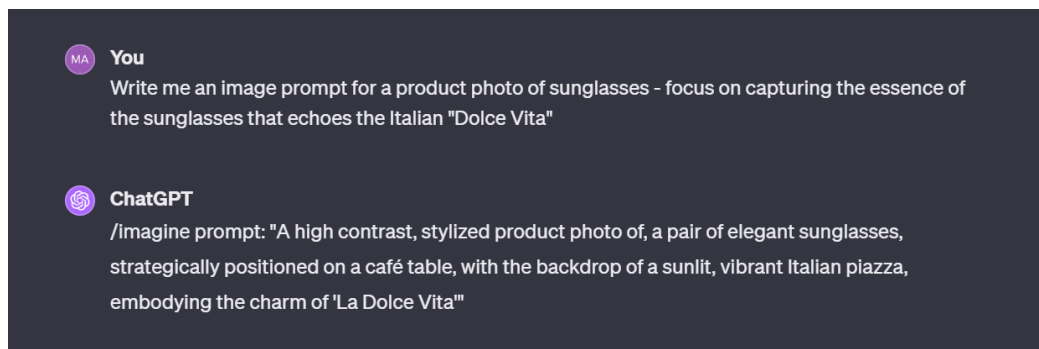 MA
You
Write me an image prompt for a product photo of sunglasses - focus on capturing the essence of
the sunglasses that echoes the Italian "Dolce Vita"
ChatGPT
/imagine prompt: "A high contrast, stylized product photo of, a pair of elegant sunglasses,
strategically positioned on a café table, with the backdrop of a sunlit, vibrant Italian piazza,
embodying the charm of 'La Dolce Vita'"